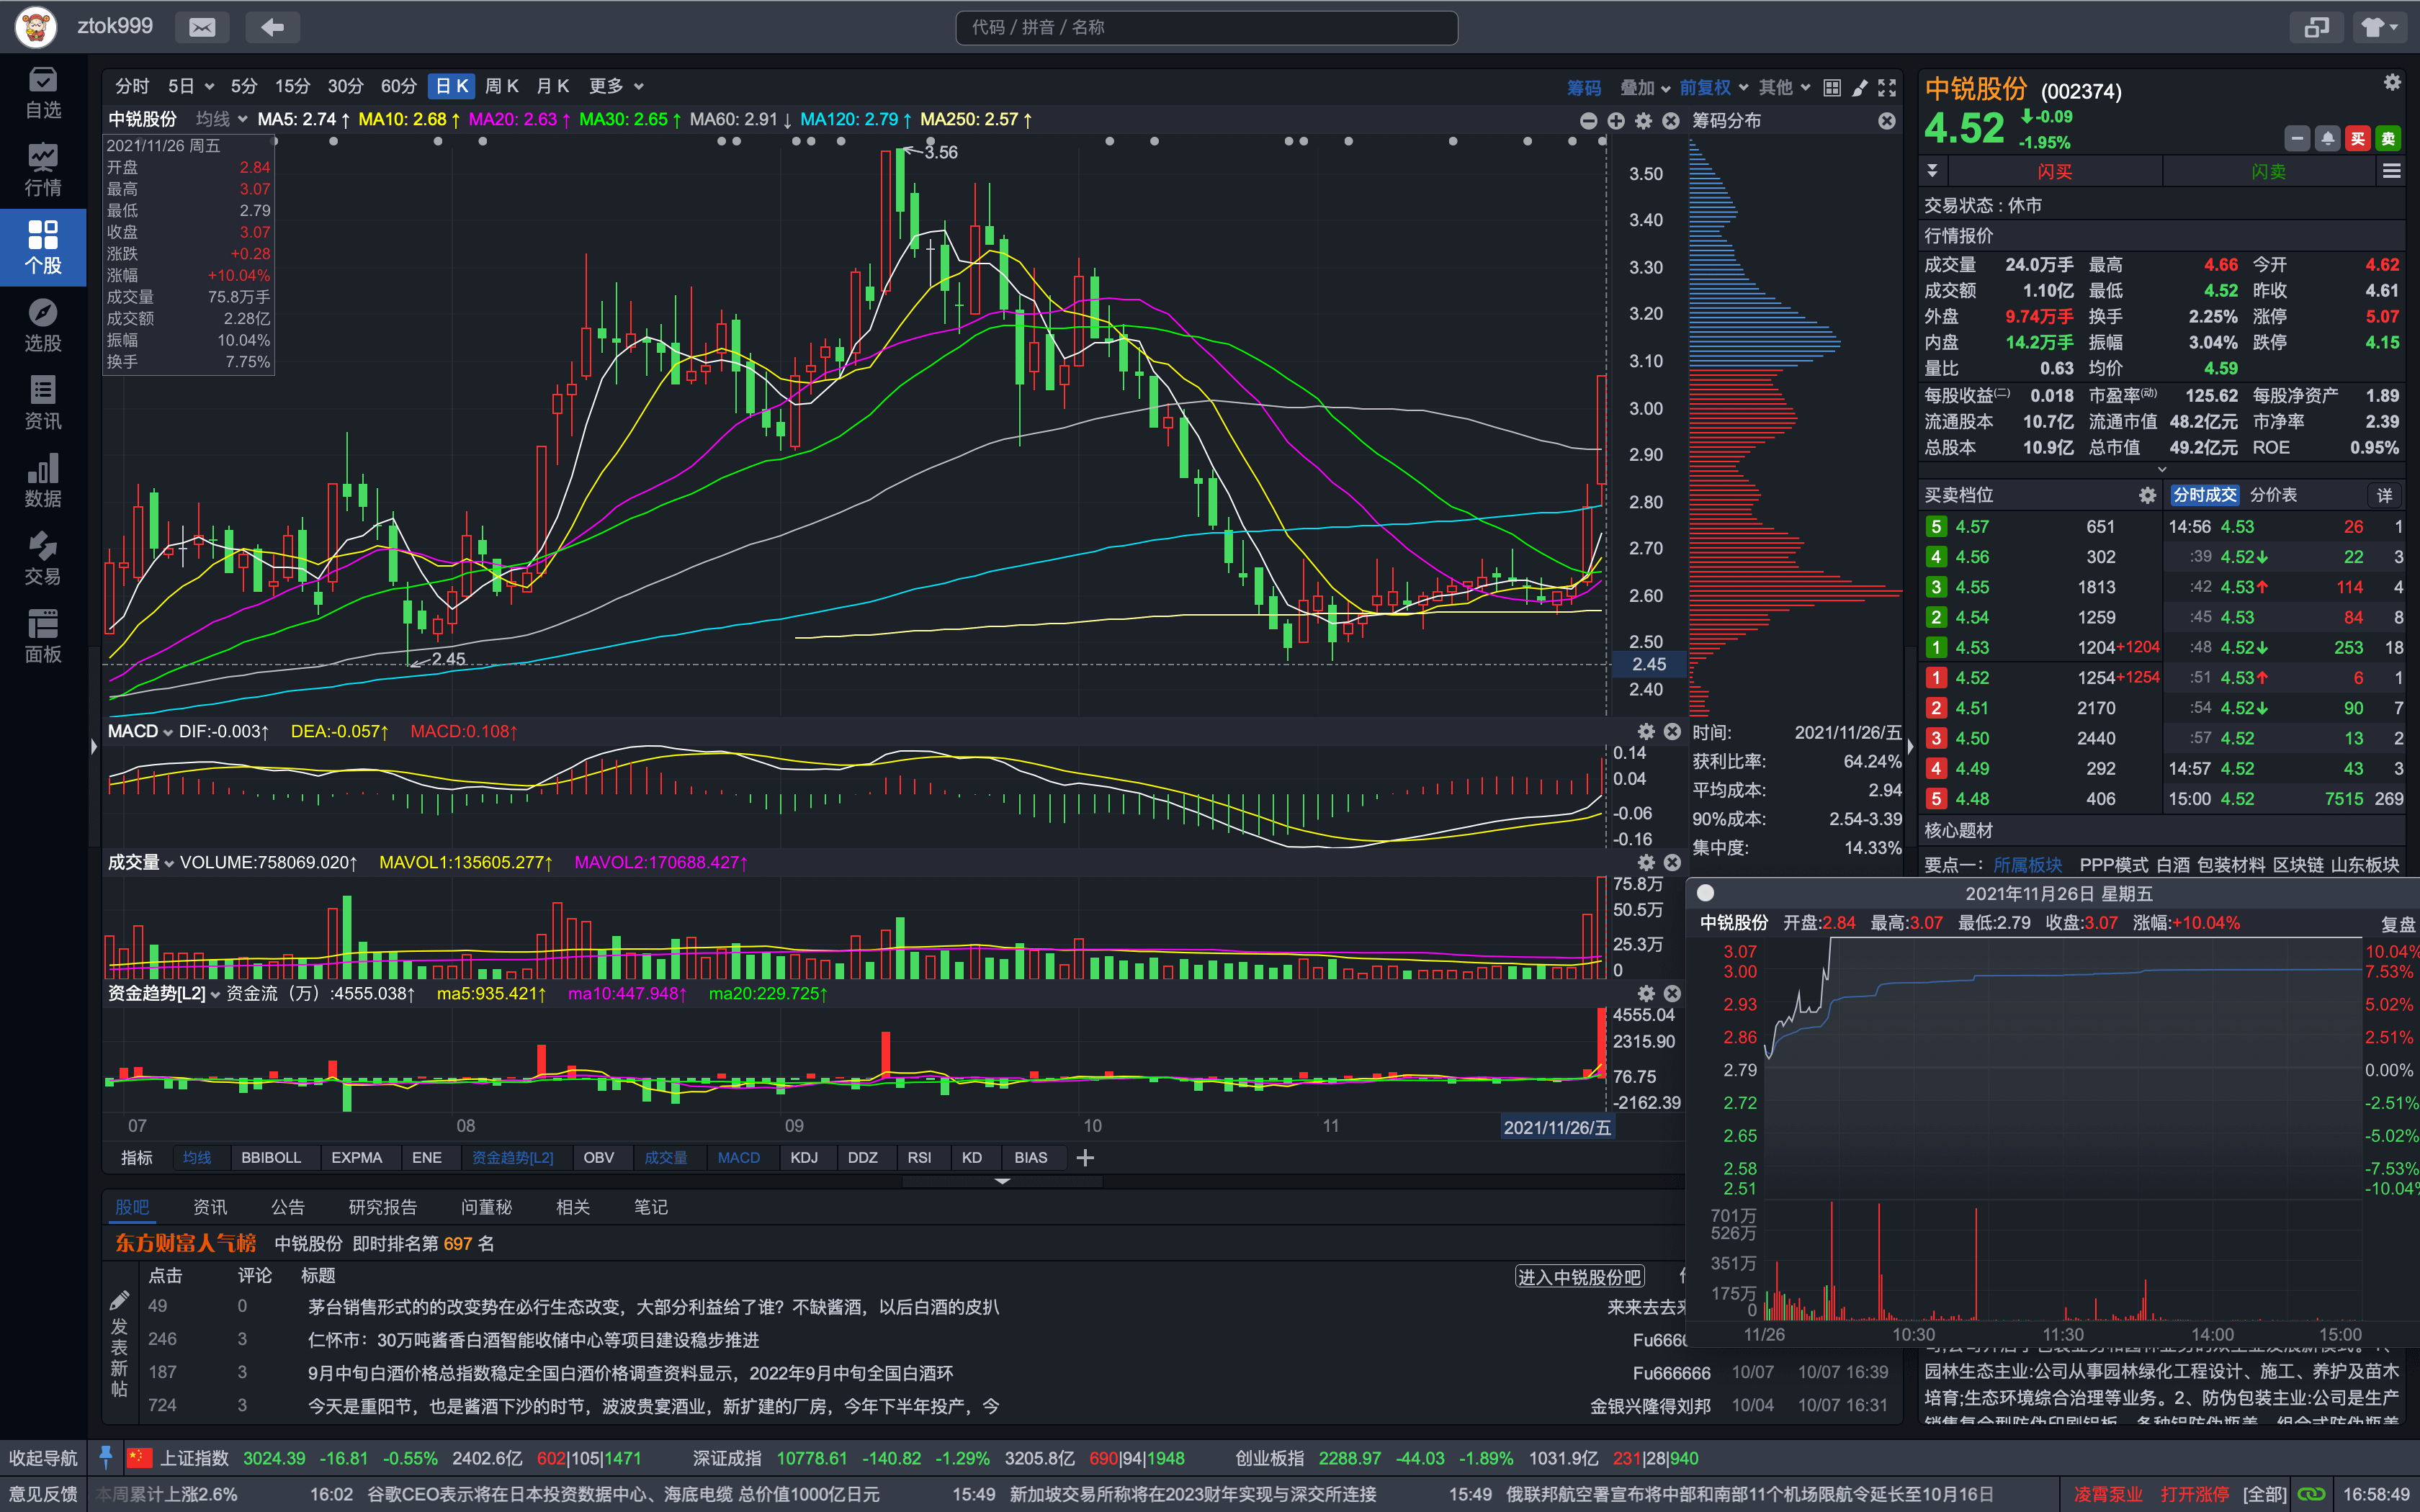 ztok999
代码 / 拼音 / 名称
自选
行情
个股
选股
资讯
数据
交易
面板
分时 5日 5分 15分 30分 60分 日K 周K 月K 更多
筹码 叠加 前复权 其他
中锐股份 均线 MA5: 2.74↑ MA10: 2.68↑ MA20: 2.63↑ MA30: 2.65↑ MA60: 2.91↓ MA120: 2.79↑ MA250: 2.57↑
筹码分布
2021/11/26 周五
开盘 2.84
最高 3.07
最低 2.79
收盘 3.07
涨跌 +0.28
涨幅 +10.04%
成交量 75.8万手
成交额 2.28亿
振幅 10.04%
换手 7.75%
3.56
2.45
3.50
3.40
3.30
3.20
3.10
3.00
2.90
2.80
2.70
2.60
2.50
2.45
2.40
MACD DIF:-0.003↑ DEA:-0.057↑ MACD:0.108↑
0.14
0.04
-0.06
-0.16
时间: 2021/11/26/五
获利比率: 64.24%
平均成本: 2.94
90%成本: 2.54-3.39
集中度: 14.33%
成交量 VOLUME:758069.020↑ MAVOL1:135605.277↑ MAVOL2:170688.427↑
75.8万
50.5万
25.3万
0
资金趋势[L2] 资金流（万）:4555.038↑ ma5:935.421↑ ma10:447.948↑ ma20:229.725↑
4555.04
2315.90
76.75
-2162.39
07 08 09 10 11 2021/11/26/五
指标 均线 BBIBOLL EXPMA ENE 资金趋势[L2] OBV 成交量 MACD KDJ DDZ RSI KD BIAS
股吧 资讯 公告 研究报告 问董秘 相关 笔记
东方财富人气榜 中锐股份 即时排名第 697 名
点击 评论 标题 进入中锐股份吧
发表新帖
49 0 茅台销售形式的的改变势在必行生态改变，大部分利益给了谁？不缺酱酒，以后白酒的皮扒 来来去去来
246 3 仁怀市：30万吨酱香白酒智能收储中心等项目建设稳步推进 Fu6666
187 3 9月中旬白酒价格总指数稳定全国白酒价格调查资料显示，2022年9月中旬全国白酒环 Fu666666 10/07 10/07 16:39
724 3 今天是重阳节，也是酱酒下沙的时节，波波贵宴酒业，新扩建的厂房，今年下半年投产，今 金银兴隆得刘邦 10/04 10/07 16:31
中锐股份 (002374)
4.52 -0.09
-1.95%
买 卖
闪买 闪卖
交易状态 : 休市
行情报价
成交量 24.0万手 最高 4.66 今开 4.62
成交额 1.10亿 最低 4.52 昨收 4.61
外盘 9.74万手 换手 2.25% 涨停 5.07
内盘 14.2万手 振幅 3.04% 跌停 4.15
量比 0.63 均价 4.59
每股收益(二) 0.018 市盈率(动) 125.62 每股净资产 1.89
流通股本 10.7亿 流通市值 48.2亿元 市净率 2.39
总股本 10.9亿 总市值 49.2亿元 ROE 0.95%
买卖档位 分时成交 分价表 详
5 4.57 651 14:56 4.53 26 1
4 4.56 302 :39 4.52↓ 22 3
3 4.55 1813 :42 4.53↑ 114 4
2 4.54 1259 :45 4.53 84 8
1 4.53 1204+1204 :48 4.52↓ 253 18
1 4.52 1254+1254 :51 4.53↑ 6 1
2 4.51 2170 :54 4.52↓ 90 7
3 4.50 2440 :57 4.52 13 2
4 4.49 292 14:57 4.52 43 3
5 4.48 406 15:00 4.52 7515 269
核心题材
要点一: 所属板块 PPP模式 白酒 包装材料 区块链 山东板块
2021年11月26日 星期五
中锐股份 开盘:2.84 最高:3.07 最低:2.79 收盘:3.07 涨幅:+10.04% 复盘
3.07 10.04%
3.00 7.53%
2.93 5.02%
2.86 2.51%
2.79 0.00%
2.72 -2.51%
2.65 -5.02%
2.58 -7.53%
2.51 -10.04%
701万
526万
351万
175万
0
11/26 10:30 11:30 14:00 15:00
园林生态主业:公司从事园林绿化工程设计、施工、养护及苗木
培育;生态环境综合治理等业务。2、防伪包装主业:公司是生产
收起导航 上证指数 3024.39 -16.81 -0.55% 2402.6亿 602|105|1471 深证成指 10778.61 -140.82 -1.29% 3205.8亿 690|94|1948 创业板指 2288.97 -44.03 -1.89% 1031.9亿 231|28|940
意见反馈 本周累计上涨2.6% 16:02 谷歌CEO表示将在日本投资数据中心、海底电缆 总价值1000亿日元 15:49 新加坡交易所称将在2023财年实现与深交所连接 15:49 俄联邦航空署宣布将中部和南部11个机场限航令延长至10月16日 凌霄泵业 打开涨停 [全部] 16:58:49